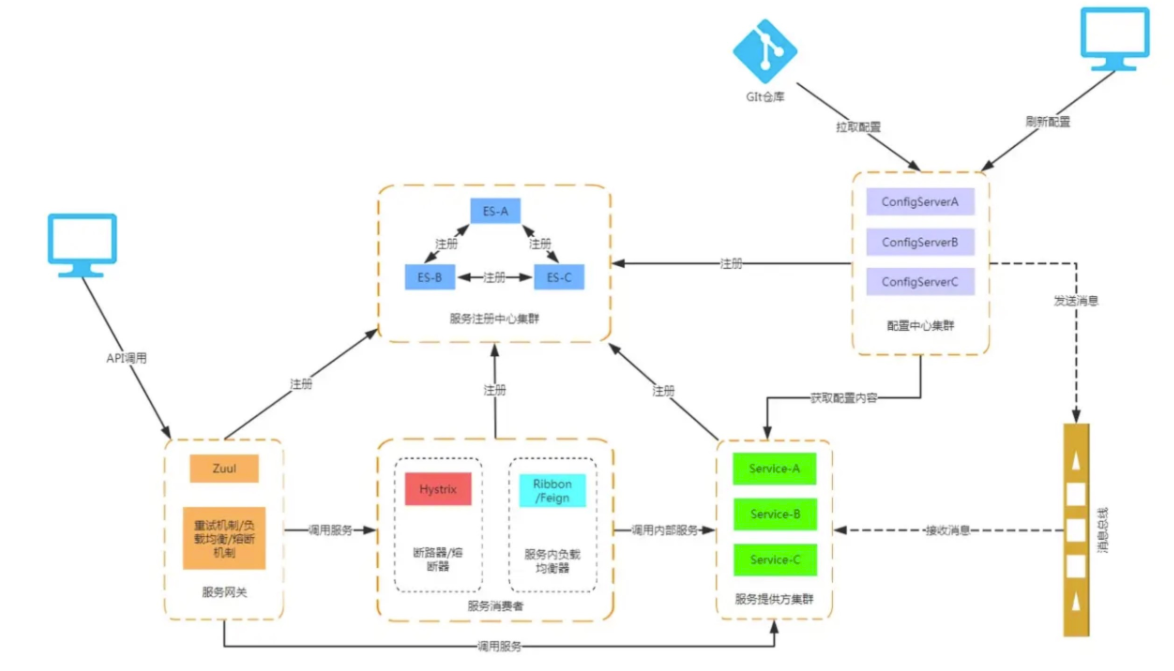 GIt仓库
拉取配置
刷新配置
ConfigServerA
ConfigServerB
ConfigServerC
配置中心集群
ES-A
注册
注册
ES-B
注册
ES-C
服务注册中心集群
注册
发送消息
API调用
注册
注册
注册
获取配置内容
Zuul
重试机制/负
载均衡/熔断
机制
服务网关
调用服务
Hystrix
断路器/熔
断器
Ribbon
/Feign
服务内负载
均衡器
服务消费者
调用内部服务
Service-A
Service-B
Service-C
服务提供方集群
接收消息
消息总线
调用服务